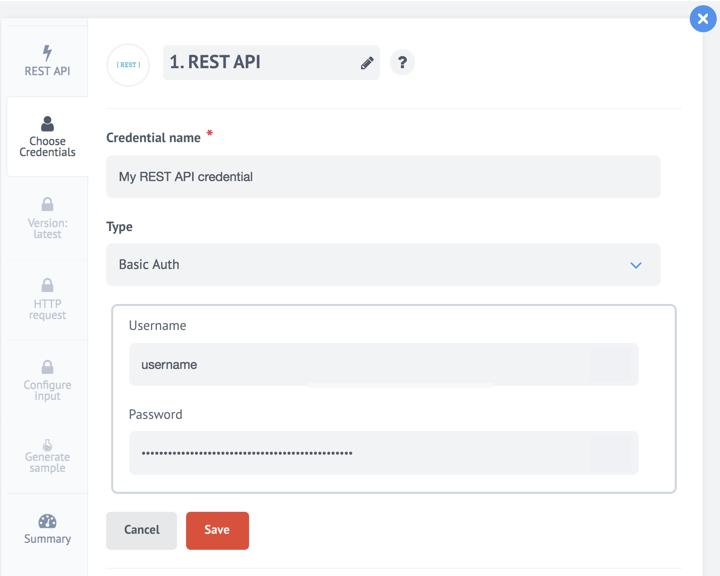 REST API
Choose
Credentials
Version:
latest
HTTP
request
Configure
Input
Generate
sample
Summary
{ REST }
1. REST API
?
Credential name *
My REST API credential
Type
Basic Auth
Username
username
Password
••••••••••••••••••••••••••••••••••••••••••••••••
Cancel
Save